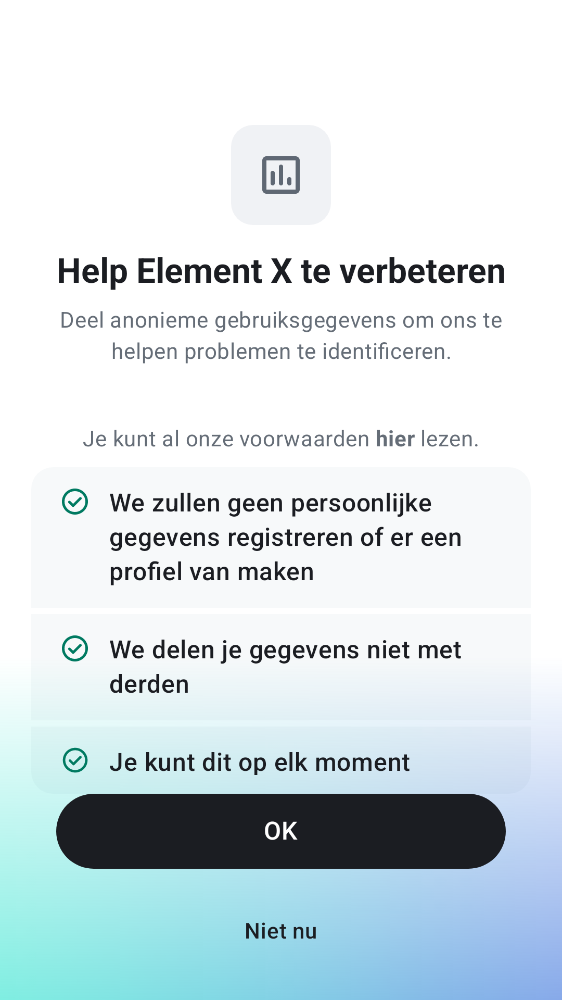 Help Element X te verbeteren
Deel anonieme gebruiksgegevens om ons te
helpen problemen te identificeren.
Je kunt al onze voorwaarden hier lezen.
We zullen geen persoonlijke
gegevens registreren of er een
profiel van maken
We delen je gegevens niet met
derden
Je kunt dit op elk moment
OK
Niet nu